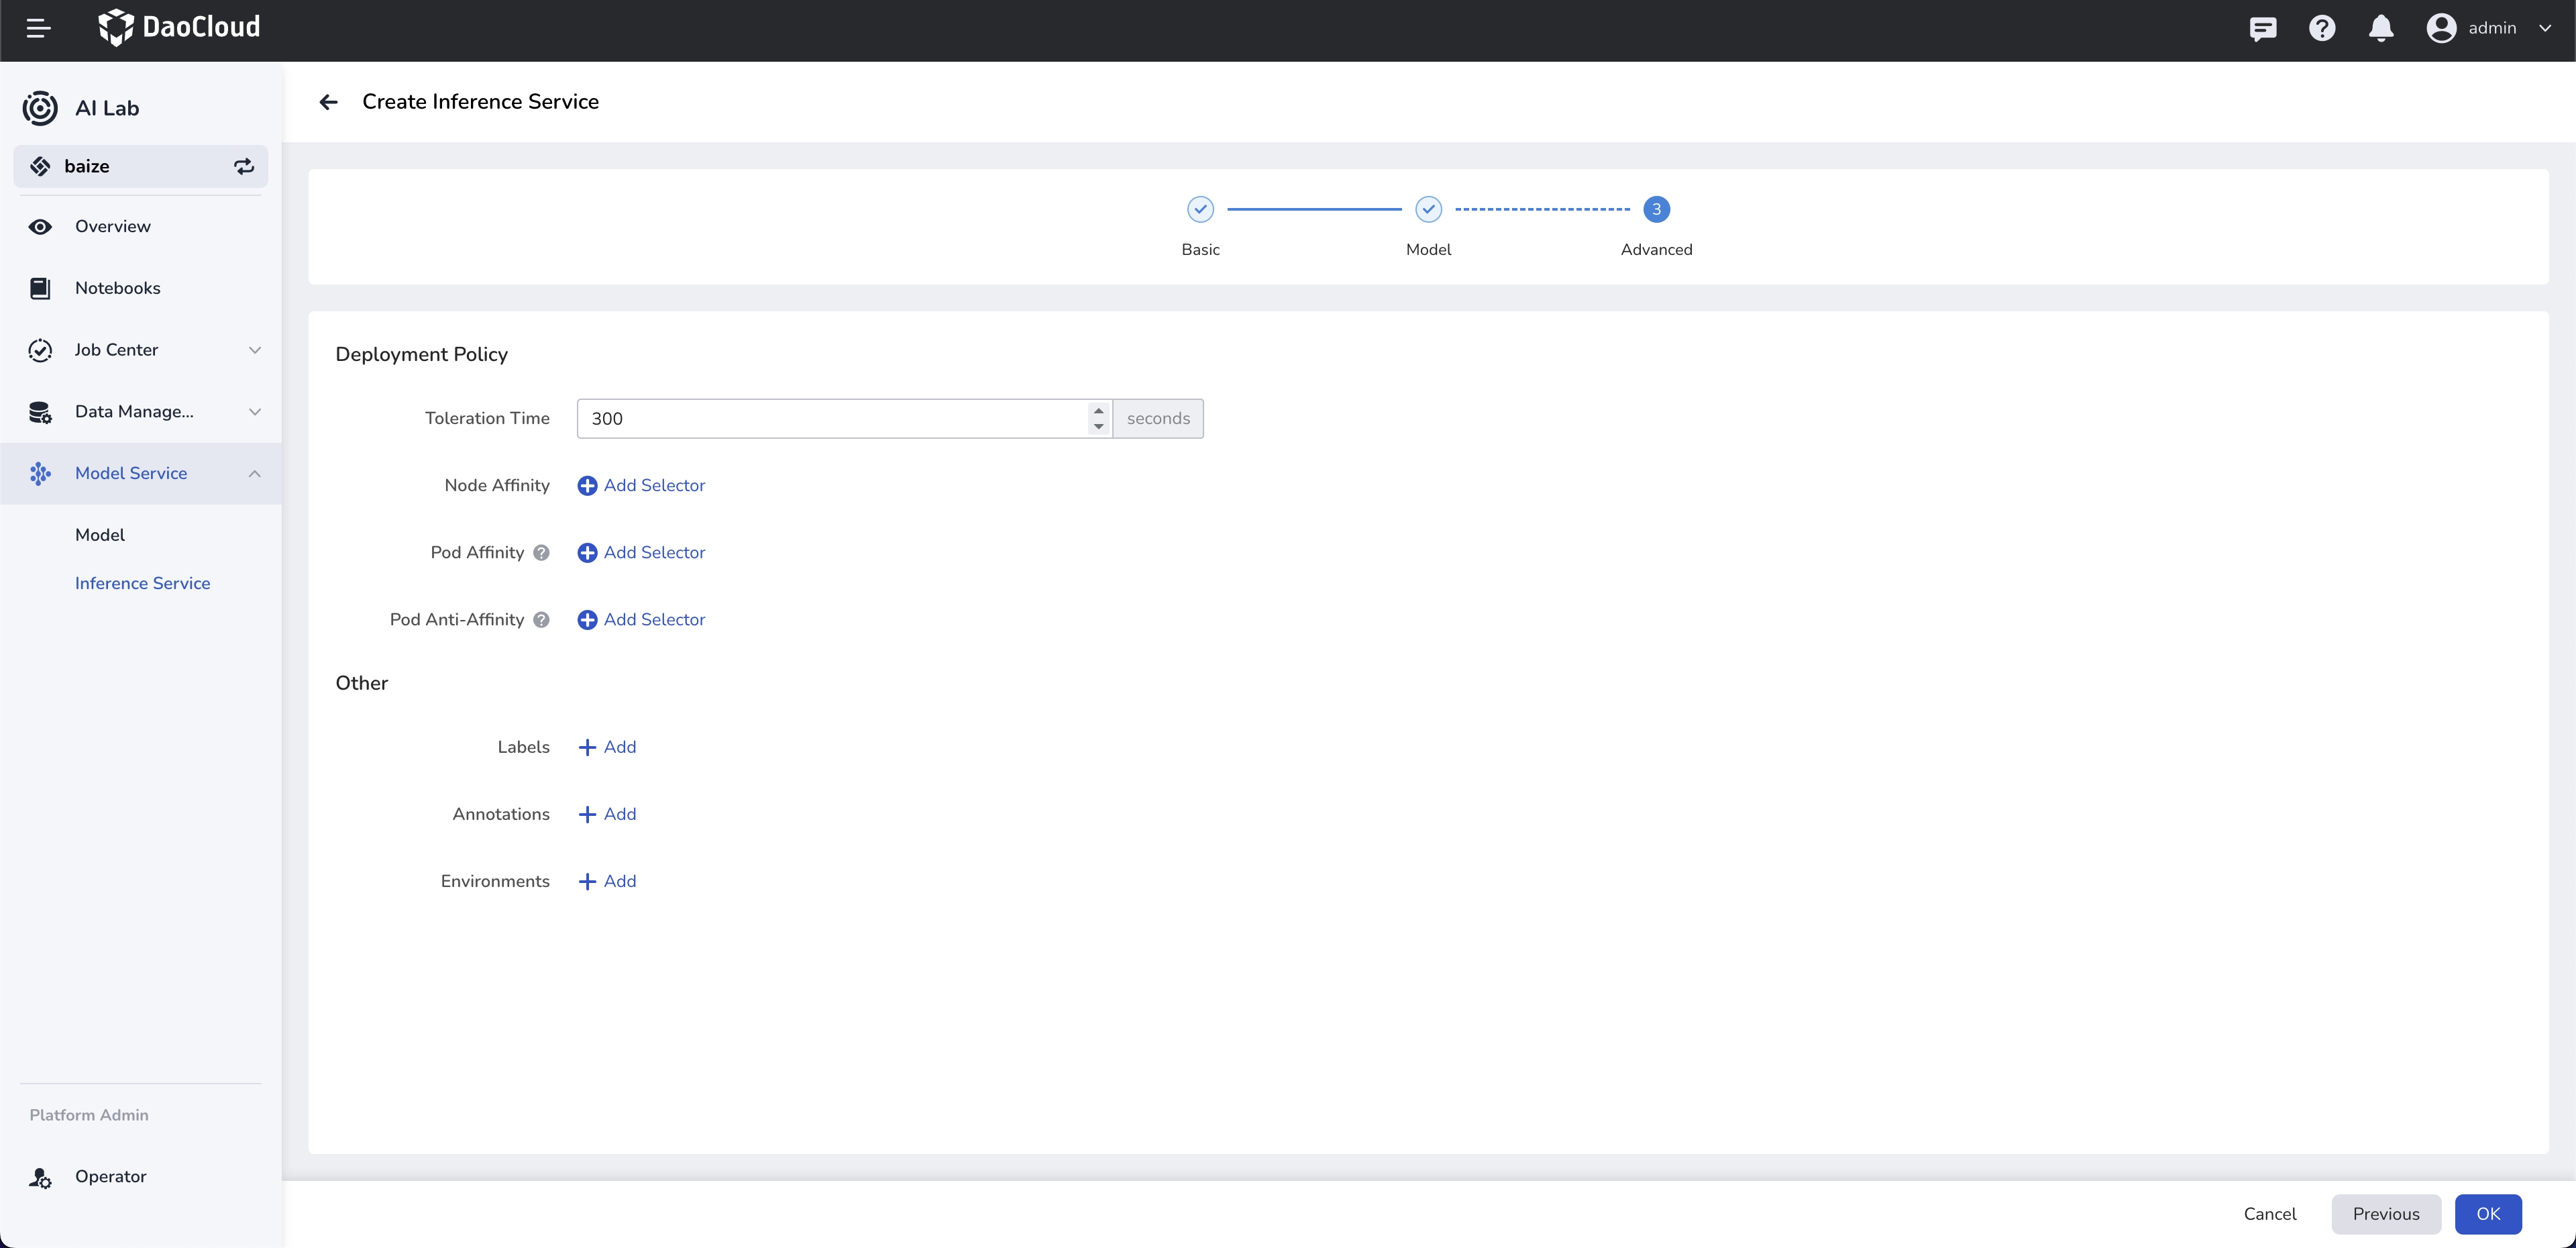 DaoCloud
admin
AI Lab
baize
Overview
Notebooks
Job Center
Data Manage...
Model Service
Model
Inference Service
Platform Admin
Operator
Create Inference Service
3
Basic
Model
Advanced
Deployment Policy
Toleration Time
300
seconds
Node Affinity
Add Selector
Pod Affinity
Add Selector
Pod Anti-Affinity
Add Selector
Other
Labels
Add
Annotations
Add
Environments
Add
Cancel
Previous
OK